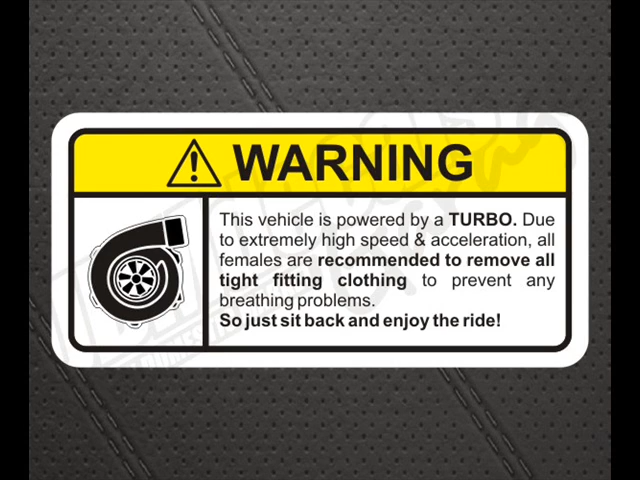 WARNING
This vehicle is powered by a TURBO. Due
to extremely high speed & acceleration, all
females are recommended to remove all
tight fitting clothing to prevent any
breathing problems.
So just sit back and enjoy the ride!